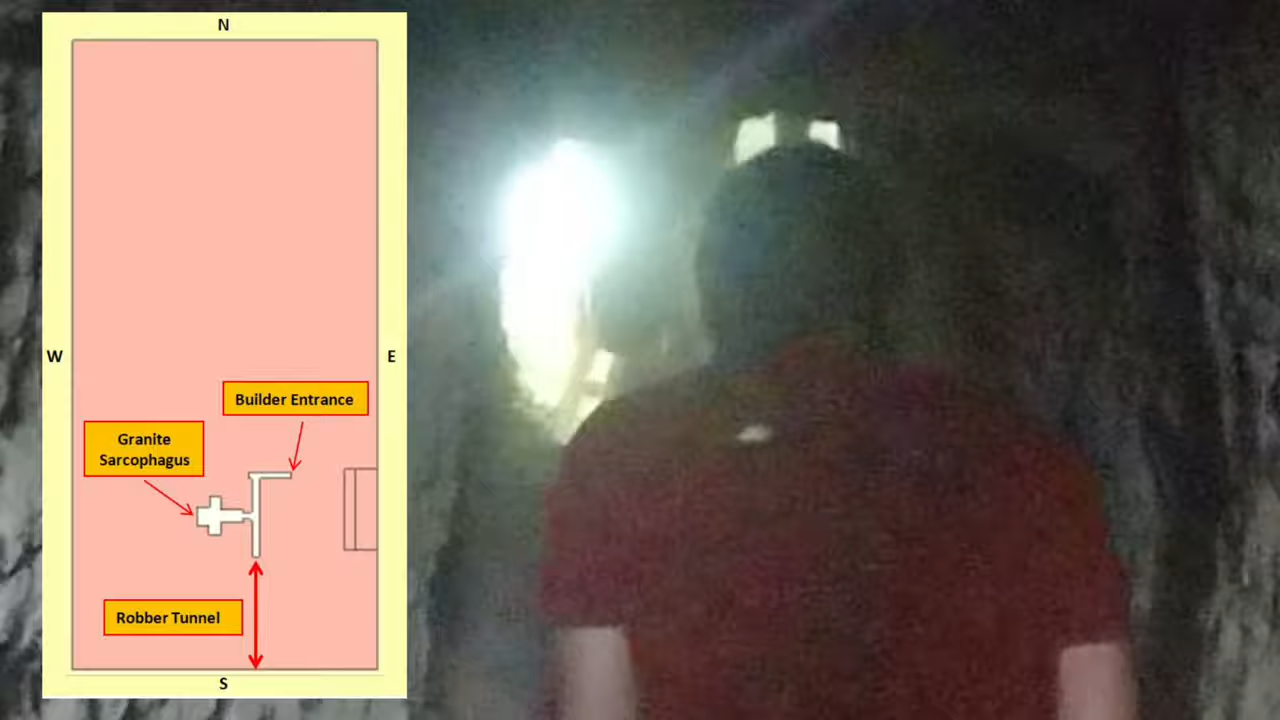 N
W
E
Builder Entrance
Granite
Sarcophagus
Robber Tunnel
S